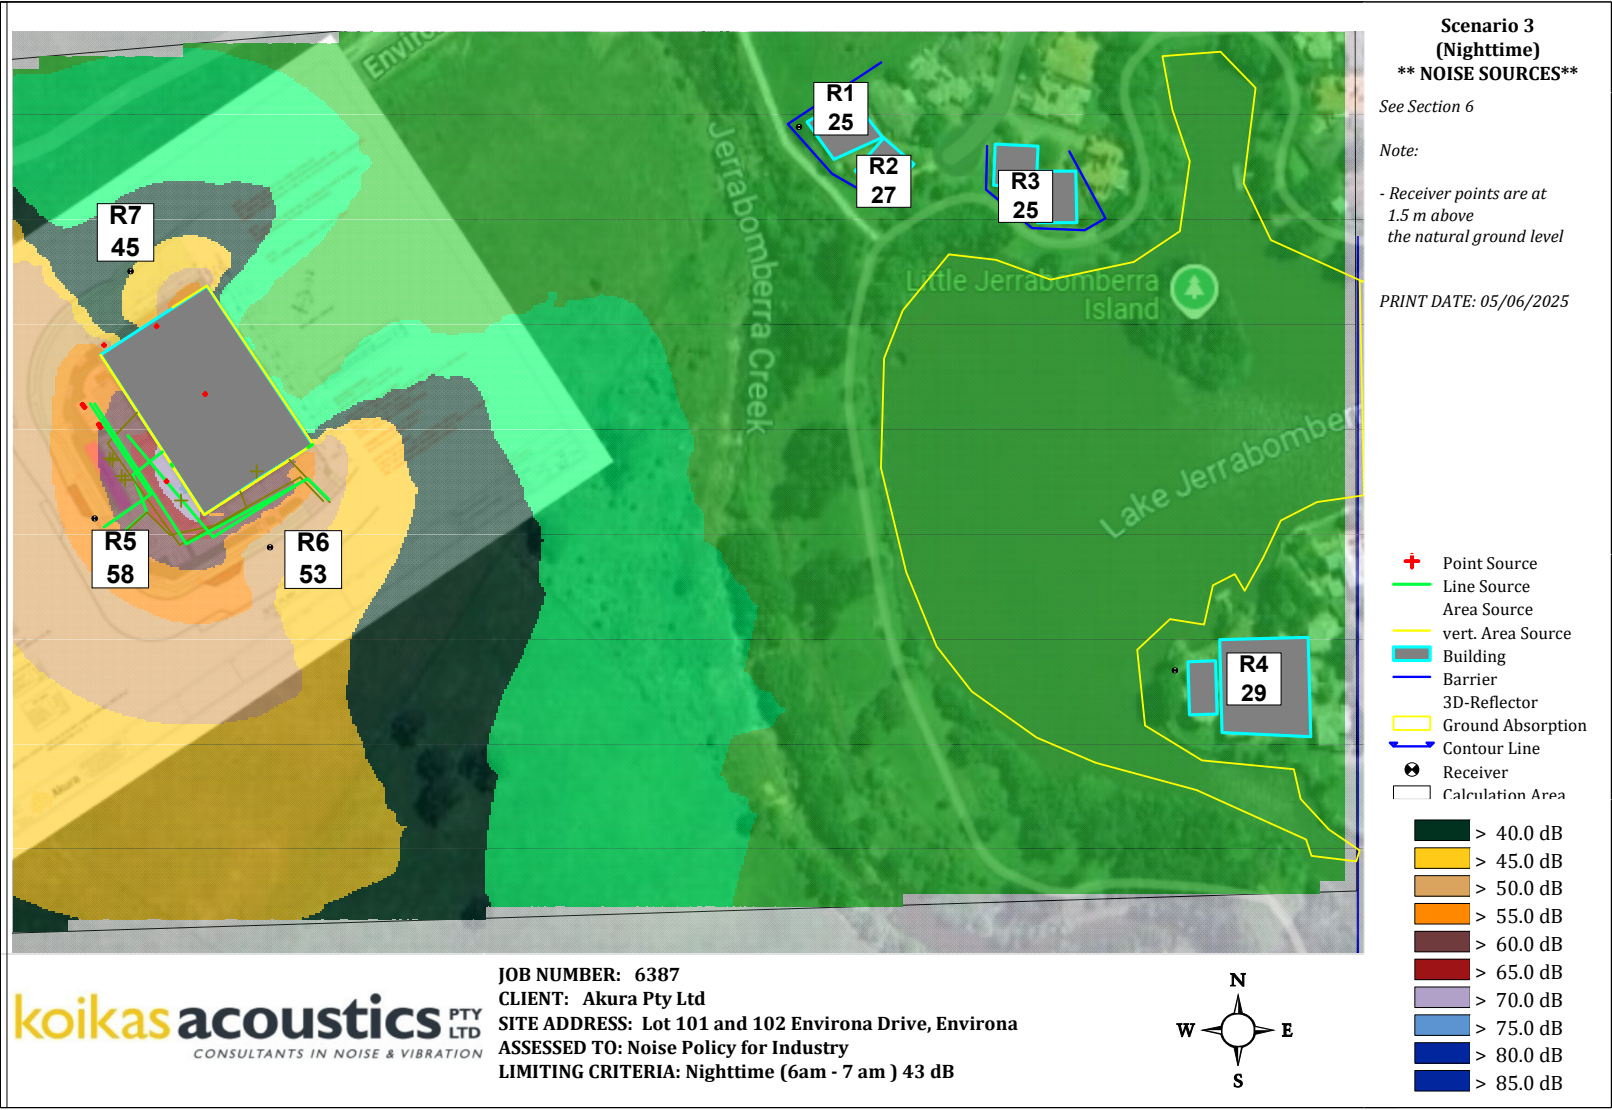 Scenario 3
(Nighttime)
** NOISE SOURCES**
See Section 6
Note:
- Receiver points are at
1.5 m above
the natural ground level
PRINT DATE: 05/06/2025
Jerrabomberra Creek
Little Jerrabomberra
Island
R1
25
R2
27
R3
25
R7
45
R5
58
R6
53
R4
29
Akura
Point Source
Line Source
Area Source
vert. Area Source
Building
Barrier
3D-Reflector
Ground Absorption
Contour Line
Receiver
Calculation Area
> 40.0 dB
> 45.0 dB
> 50.0 dB
> 55.0 dB
> 60.0 dB
> 65.0 dB
> 70.0 dB
> 75.0 dB
> 80.0 dB
> 85.0 dB
koikas acoustics PTY
LTD
CONSULTANTS IN NOISE & VIBRATION
JOB NUMBER: 6387
CLIENT: Akura Pty Ltd
SITE ADDRESS: Lot 101 and 102 Environa Drive, Environa
ASSESSED TO: Noise Policy for Industry
LIMITING CRITERIA: Nighttime (6am - 7 am ) 43 dB
N
W
E
S
Enviro
Lake Jerrabomber